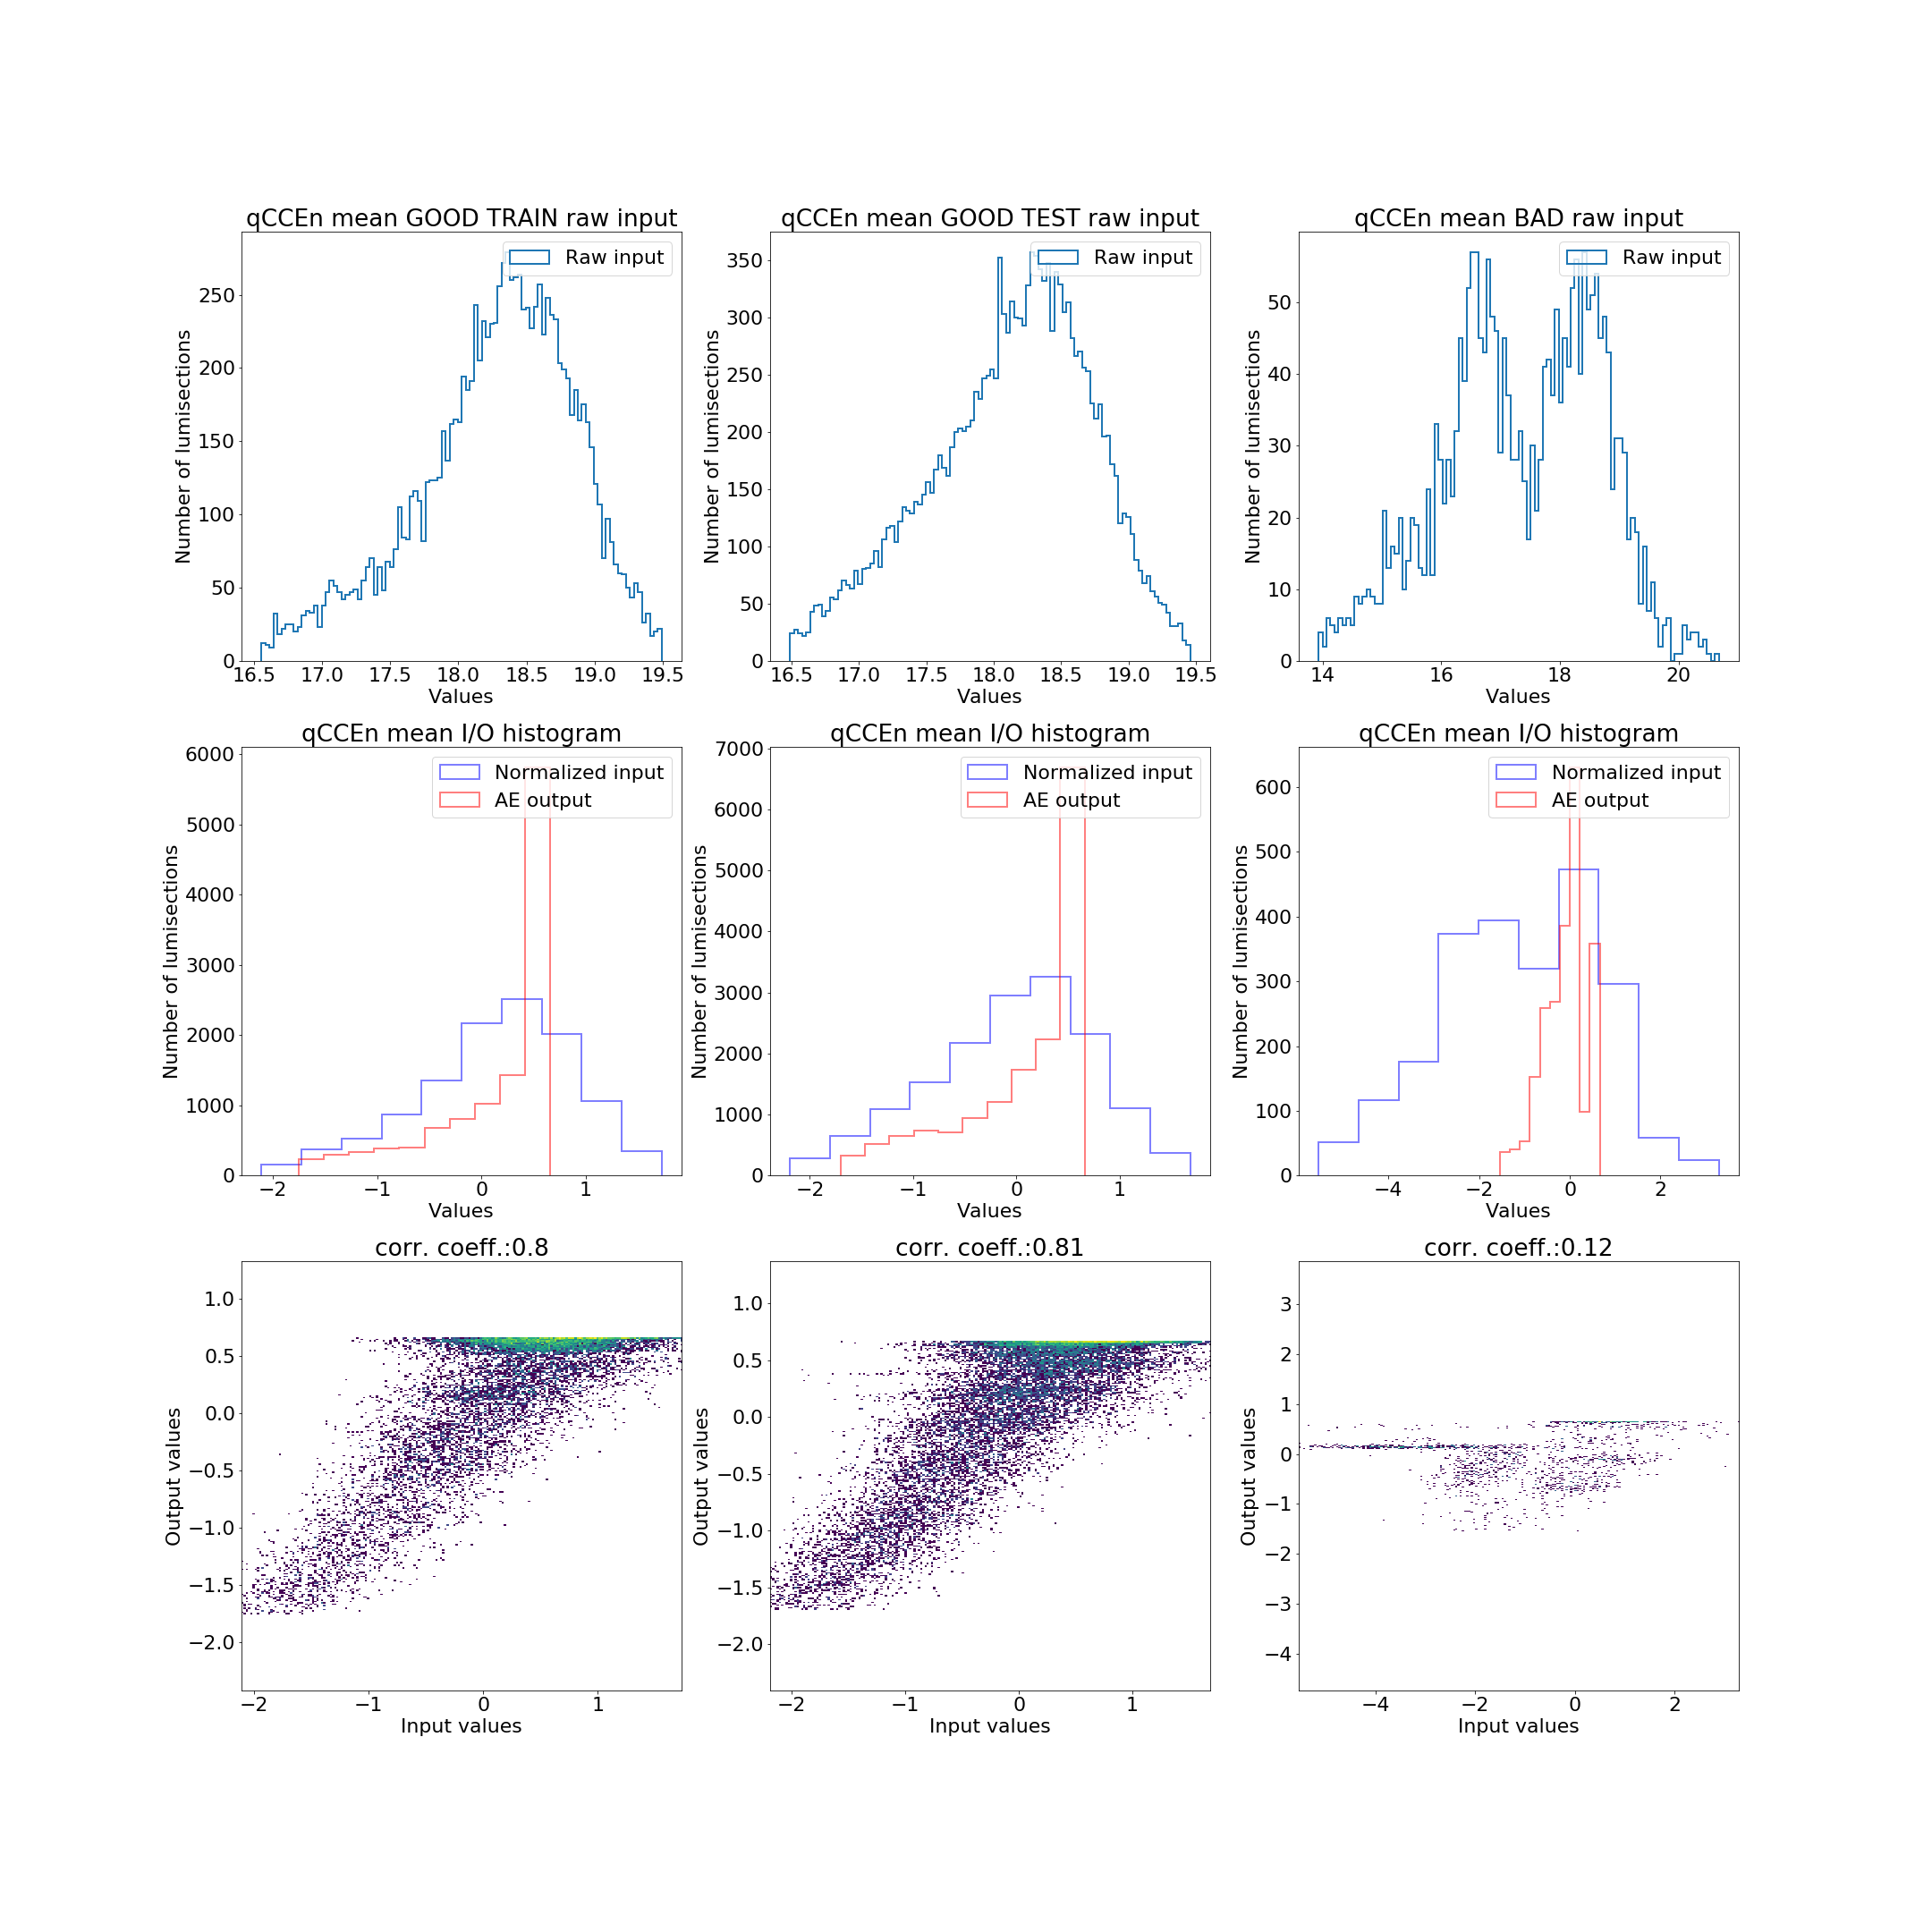 qCCEn mean GOOD TRAIN raw input
qCCEn mean GOOD TEST raw input
qCCEn mean BAD raw input
Raw input
Raw input
Raw input
Number of lumisections
Number of lumisections
Number of lumisections
250
200
150
100
50
0
350
300
250
200
150
100
50
0
50
40
30
20
10
0
16.5 17.0 17.5 18.0 18.5 19.0 19.5
16.5 17.0 17.5 18.0 18.5 19.0 19.5
14 16 18 20
Values
Values
Values
qCCEn mean I/O histogram
qCCEn mean I/O histogram
qCCEn mean I/O histogram
Normalized input
AE output
Normalized input
AE output
Normalized input
AE output
Number of lumisections
Number of lumisections
Number of lumisections
6000
5000
4000
3000
2000
1000
0
7000
6000
5000
4000
3000
2000
1000
0
600
500
400
300
200
100
0
−2 −1 0 1
−2 −1 0 1
−4 −2 0 2
Values
Values
Values
corr. coeff.:0.8
corr. coeff.:0.81
corr. coeff.:0.12
Output values
Output values
Output values
1.0
0.5
0.0
−0.5
−1.0
−1.5
−2.0
1.0
0.5
0.0
−0.5
−1.0
−1.5
−2.0
3
2
1
0
−1
−2
−3
−4
−2 −1 0 1
−2 −1 0 1
−4 −2 0 2
Input values
Input values
Input values